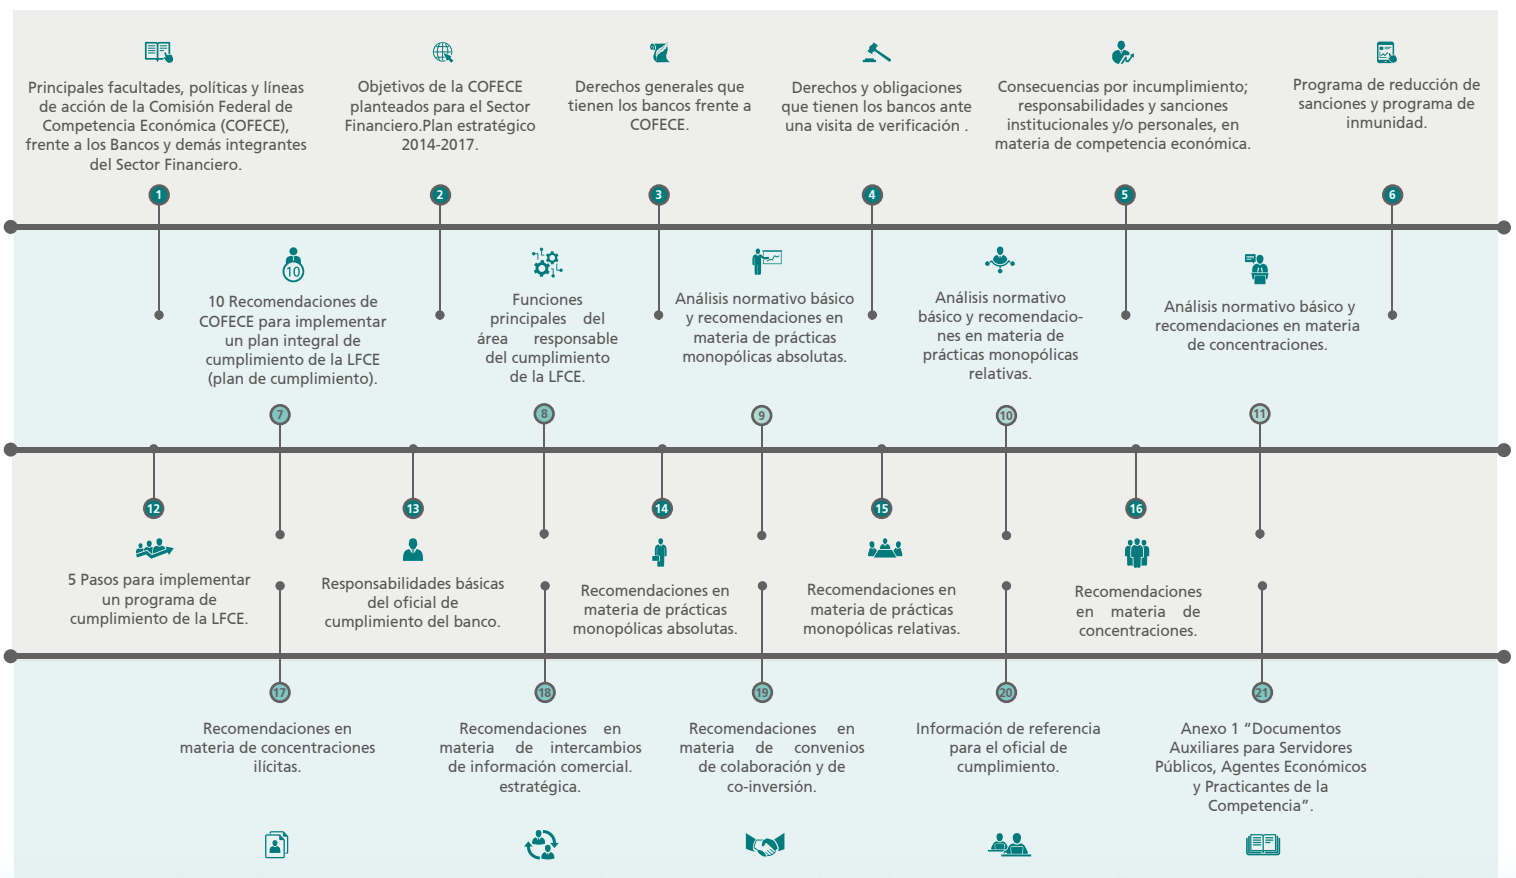 Principales facultades, políticas y líneas
de acción de la Comisión Federal de
Competencia Económica (COFECE),
frente a los Bancos y demás integrantes
del Sector Financiero.
1
Objetivos de la COFECE
planteados para el Sector
Financiero.Plan estratégico
2014-2017.
2
Derechos generales que
tienen los bancos frente a
COFECE.
3
Derechos y obligaciones
que tienen los bancos ante
una visita de verificación .
4
Consecuencias por incumplimiento;
responsabilidades y sanciones
institucionales y/o personales, en
materia de competencia económica.
5
Programa de reducción de
sanciones y programa de
inmunidad.
6
10
10 Recomendaciones de
COFECE para implementar
un plan integral de
cumplimiento de la LFCE
(plan de cumplimiento).
7
Funciones
principales del
área responsable
del cumplimiento
de la LFCE.
8
Análisis normativo básico
y recomendaciones en
materia de prácticas
monopólicas absolutas.
9
Análisis normativo
básico y recomendacio-
nes en materia de
prácticas monopólicas
relativas.
10
Análisis normativo básico y
recomendaciones en materia
de concentraciones.
11
12
5 Pasos para implementar
un programa de
cumplimiento de la LFCE.
13
Responsabilidades básicas
del oficial de
cumplimiento del banco.
14
Recomendaciones en
materia de prácticas
monopólicas absolutas.
15
Recomendaciones en
materia de prácticas
monopólicas relativas.
16
Recomendaciones
en materia de
concentraciones.
17
Recomendaciones en
materia de concentraciones
ilícitas.
18
Recomendaciones en
materia de intercambios
de información comercial.
estratégica.
19
Recomendaciones en
materia de convenios
de colaboración y de
co-inversión.
20
Información de referencia
para el oficial de
cumplimiento.
21
Anexo 1 “Documentos
Auxiliares para Servidores
Públicos, Agentes Económicos
y Practicantes de la
Competencia”.